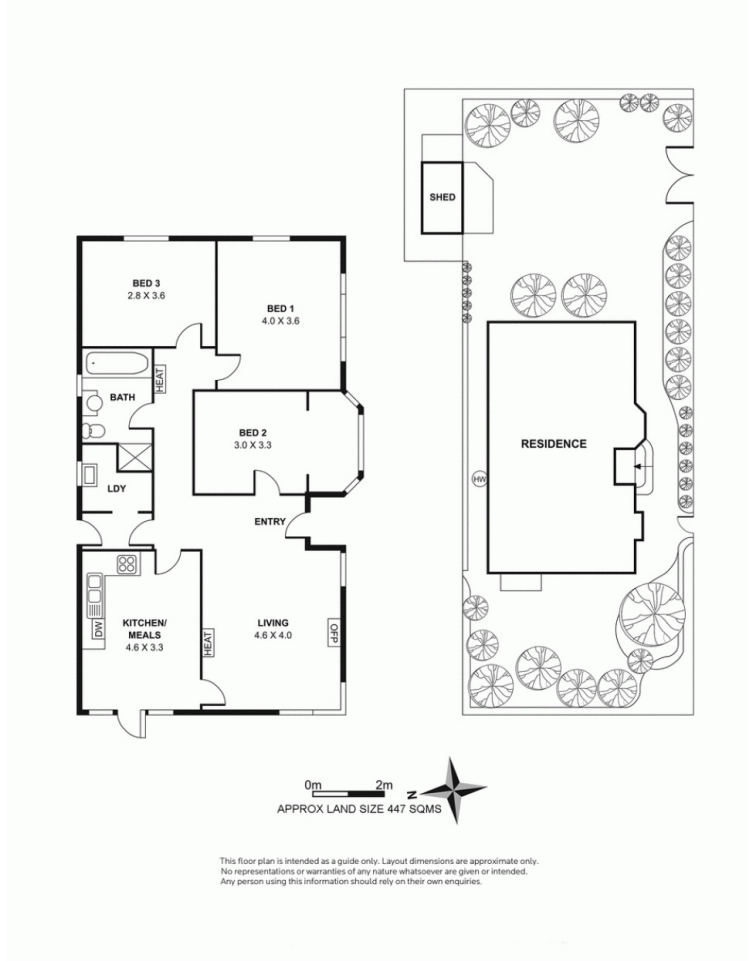 SHED
BED 3
2.8 X 3.6
BED 1
4.0 X 3.6
HEAT
BATH
BED 2
3.0 X 3.3
RESIDENCE
HW
LDY
ENTRY
KITCHEN/
MEALS
4.6 X 3.3
DW
HEAT
LIVING
4.6 X 4.0
OFP
0m 2m
N
APPROX LAND SIZE 447 SQMS
This floor plan is intended as a guide only. Layout dimensions are approximate only.
No representations or warranties of any nature whatsoever are given or intended.
Any person using this information should rely on their own enquiries.